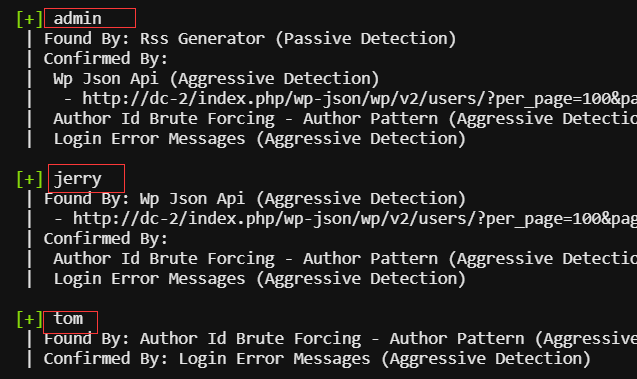 [+] admin
| Found By: Rss Generator (Passive Detection)
| Confirmed By:
| Wp Json Api (Aggressive Detection)
| - http://dc-2/index.php/wp-json/wp/v2/users/?per_page=100&pa
| Author Id Brute Forcing - Author Pattern (Aggressive Detectio
| Login Error Messages (Aggressive Detection)
[+] jerry
| Found By: Wp Json Api (Aggressive Detection)
| - http://dc-2/index.php/wp-json/wp/v2/users/?per_page=100&pag
| Confirmed By:
| Author Id Brute Forcing - Author Pattern (Aggressive Detection
| Login Error Messages (Aggressive Detection)
[+] tom
| Found By: Author Id Brute Forcing - Author Pattern (Aggressive
| Confirmed By: Login Error Messages (Aggressive Detection)